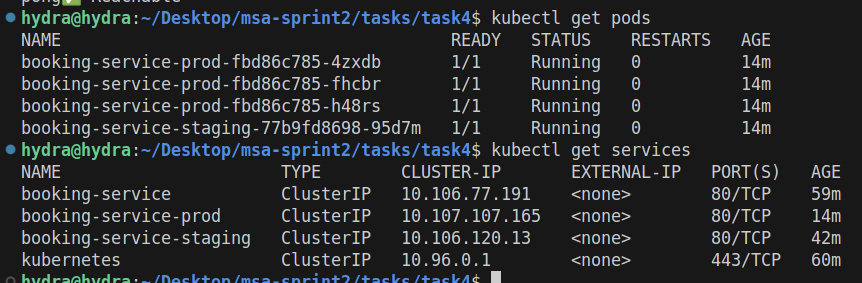 pong✅ Reachable
hydra@hydra:~/Desktop/msa-sprint2/tasks/task4$ kubectl get pods
NAME READY STATUS RESTARTS AGE
booking-service-prod-fbd86c785-4zxdb 1/1 Running 0 14m
booking-service-prod-fbd86c785-fhcbr 1/1 Running 0 14m
booking-service-prod-fbd86c785-h48rs 1/1 Running 0 14m
booking-service-staging-77b9fd8698-95d7m 1/1 Running 0 14m
hydra@hydra:~/Desktop/msa-sprint2/tasks/task4$ kubectl get services
NAME TYPE CLUSTER-IP EXTERNAL-IP PORT(S) AGE
booking-service ClusterIP 10.106.77.191 <none> 80/TCP 59m
booking-service-prod ClusterIP 10.107.107.165 <none> 80/TCP 14m
booking-service-staging ClusterIP 10.106.120.13 <none> 80/TCP 42m
kubernetes ClusterIP 10.96.0.1 <none> 443/TCP 60m
hydra@hydra:~/Desktop/msa-sprint2/tasks/task4$